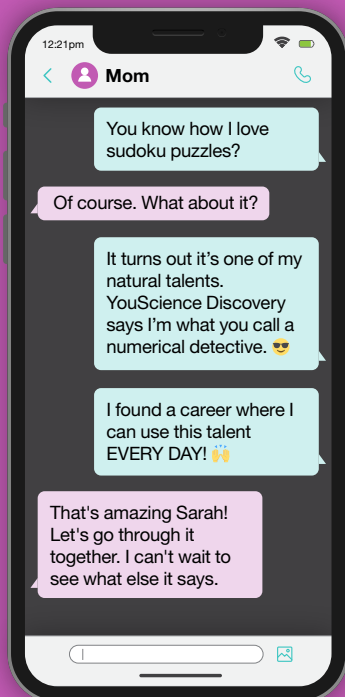 12:21pm
Mom
You know how I love
sudoku puzzles?
Of course. What about it?
It turns out it’s one of my
natural talents.
YouScience Discovery
says I’m what you call a
numerical detective. 😎
I found a career where I
can use this talent
EVERY DAY! 🙌
That's amazing Sarah!
Let's go through it
together. I can't wait to
see what else it says.